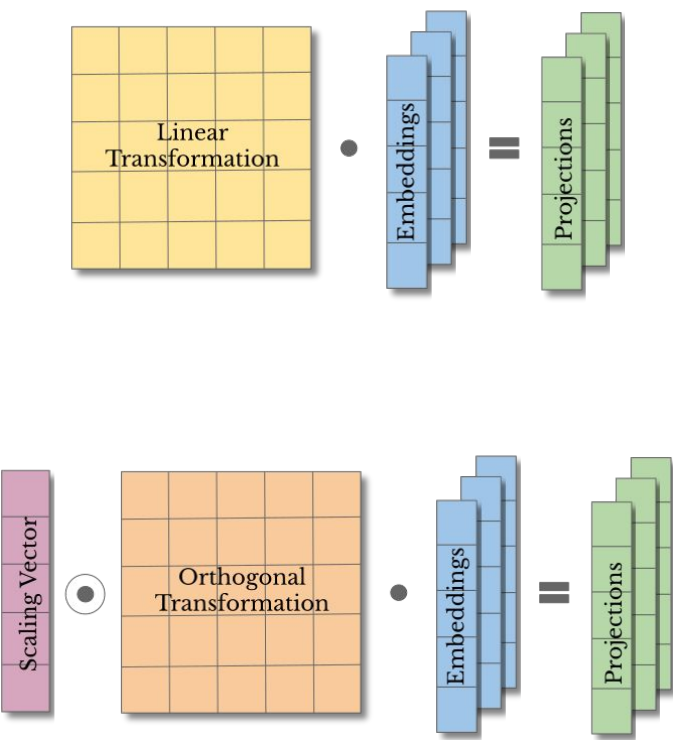 Linear
Transformation
Embeddings
Projections
Scaling Vector
Orthogonal
Transformation
Embeddings
Projections